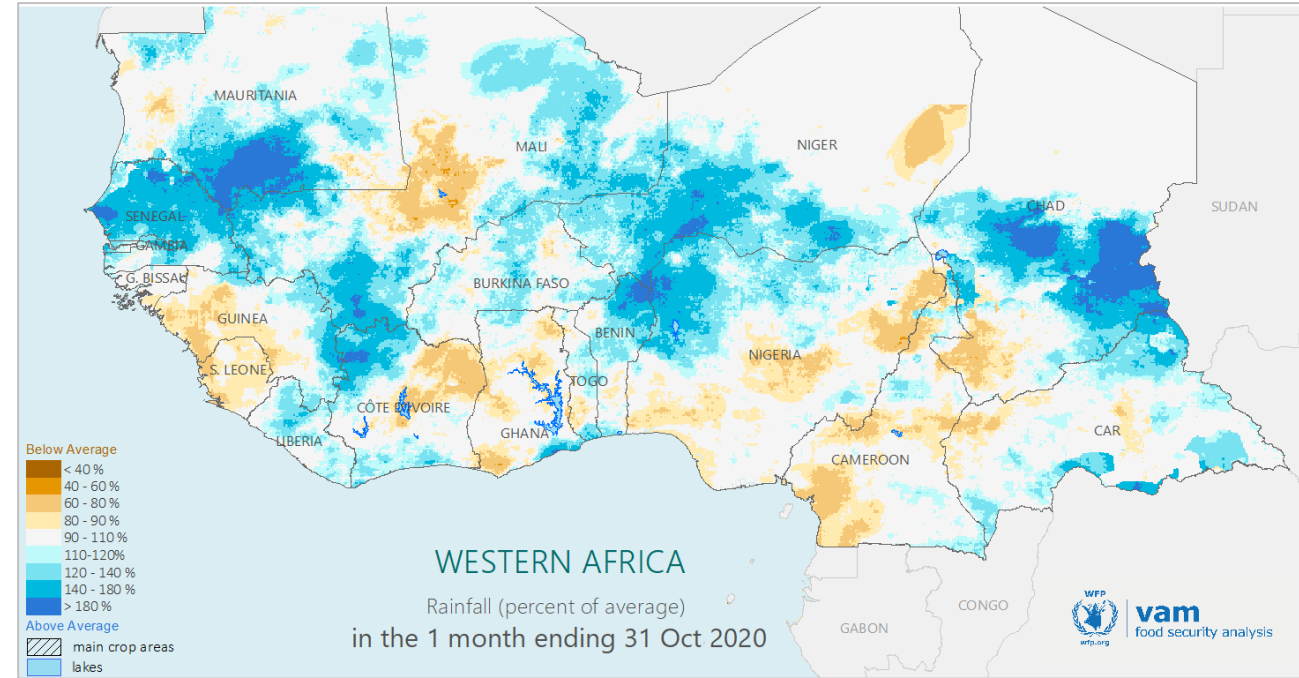 MAURITANIA
MALI
NIGER
CHAD
SUDAN
SENEGAL
GAMBIA
G. BISSAU
BURKINA FASO
GUINEA
BENIN
NIGERIA
S. LEONE
TOGO
CÔTE D'IVOIRE
GHANA
LIBERIA
CAR
CAMEROON
CONGO
GABON
Below Average
< 40 %
40 - 60 %
60 - 80 %
80 - 90 %
90 - 110 %
110-120%
120 - 140 %
140 - 180 %
> 180 %
Above Average
main crop areas
lakes
WESTERN AFRICA
Rainfall (percent of average)
in the 1 month ending 31 Oct 2020
WFP
wfp.org
vam
food security analysis